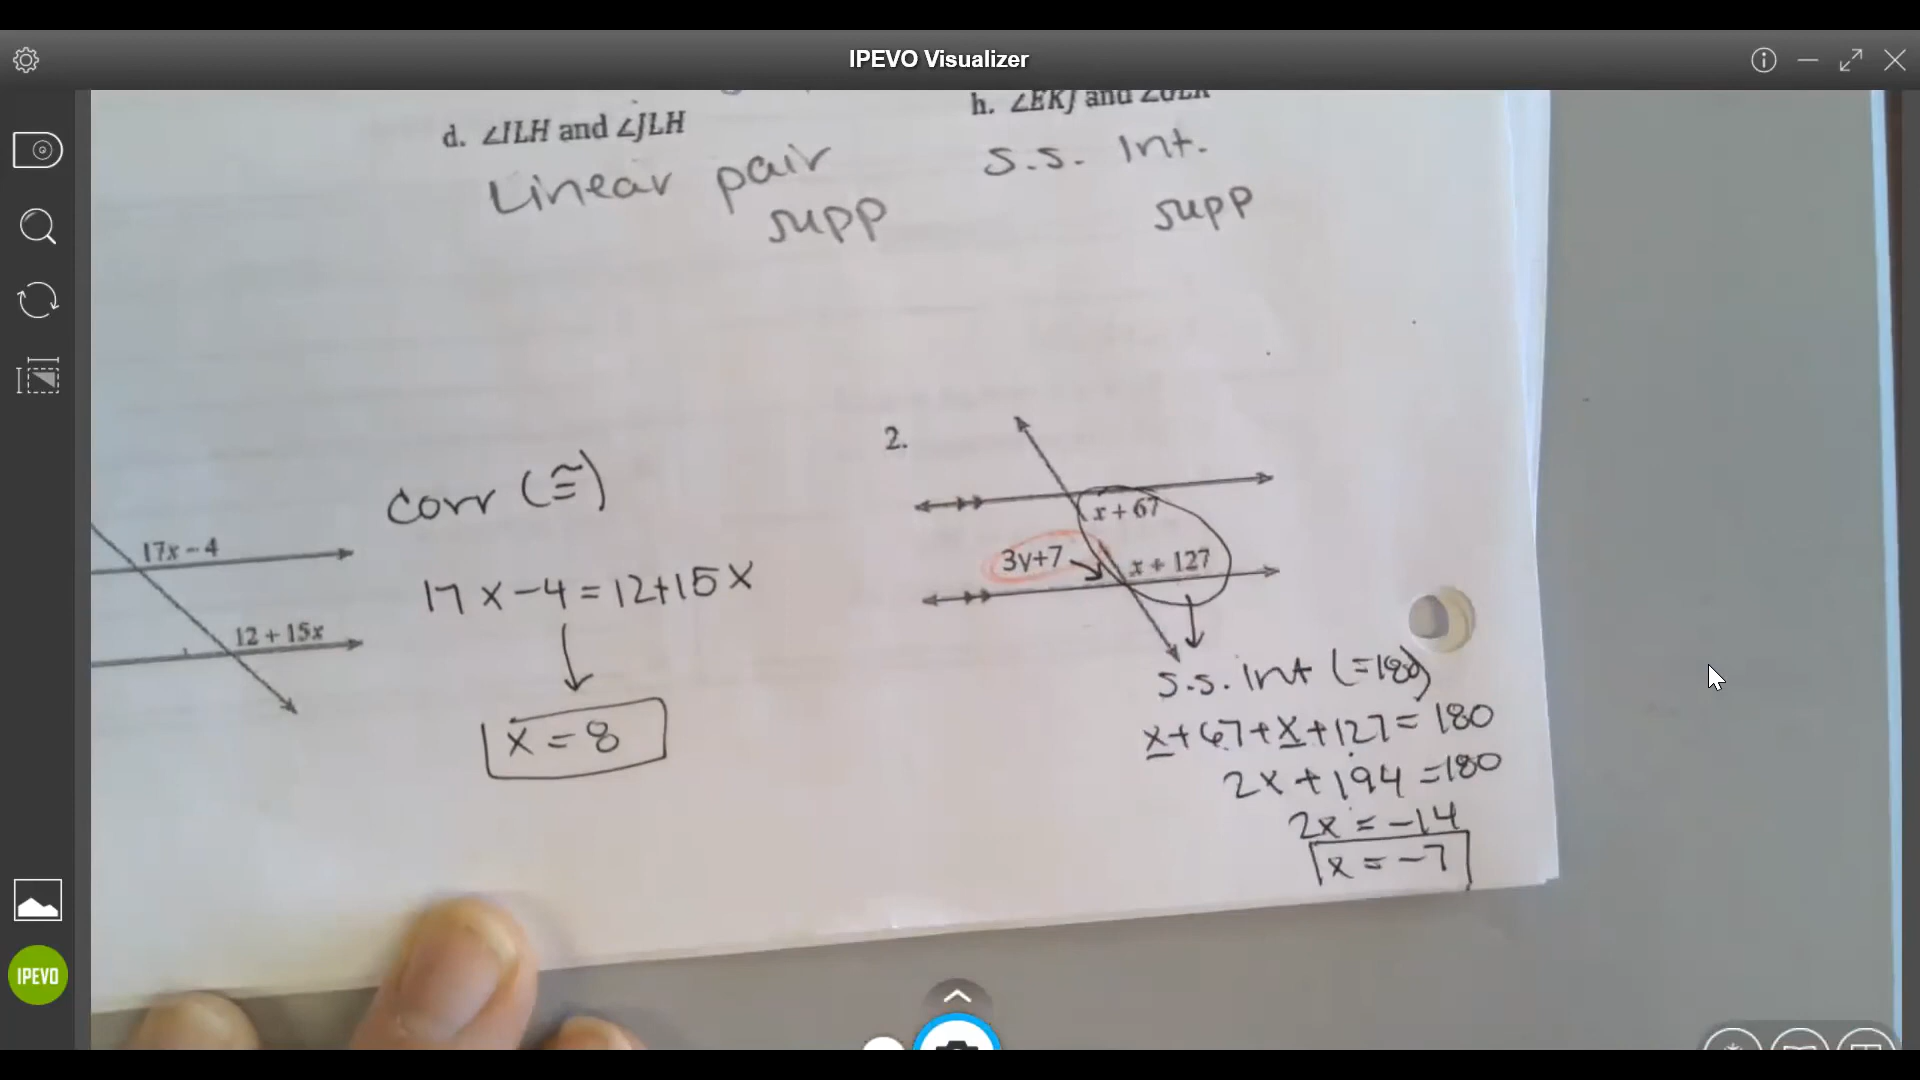 IPEVO Visualizer
d. ∠ILH and ∠JLH
Linear pair
supp
h. ∠EKJ and
s.s. Int.
supp
17x - 4
12 + 15x
corr (≅)
17x-4=12+15x
x=8
2.
x + 67
3y+7
x + 127
s.s. int (=180)
x+67+x+127=180
2x+194=180
2x=-14
x=-7
IPEVO